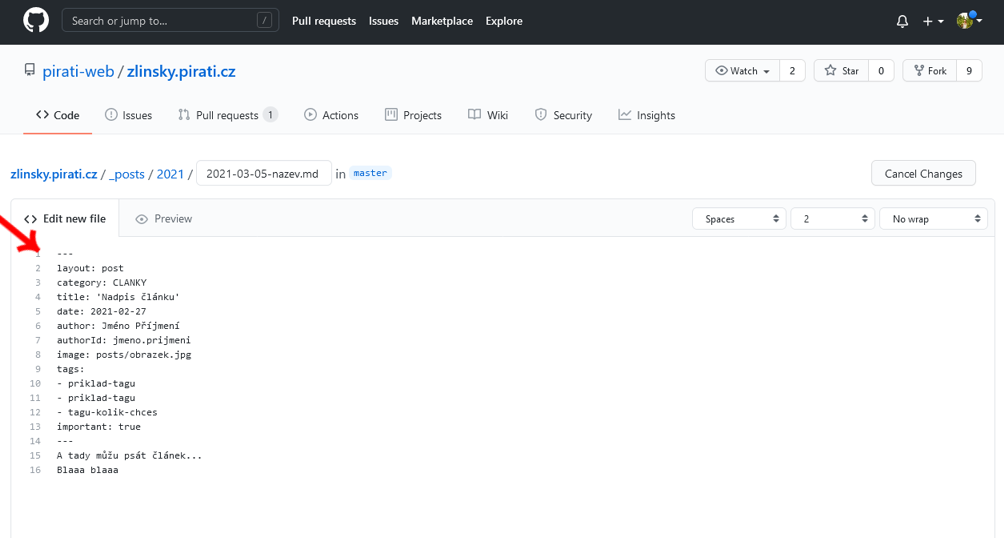 Search or jump to... /
Pull requests Issues Marketplace Explore
pirati-web / zlinsky.pirati.cz
Watch 2 Star 0 Fork 9
Code Issues Pull requests 1 Actions Projects Wiki Security Insights
zlinsky.pirati.cz / _posts / 2021 / 2021-03-05-nazev.md in master Cancel Changes
Edit new file Preview Spaces 2 No wrap
1 ---
2 layout: post
3 category: CLANKY
4 title: 'Nadpis článku'
5 date: 2021-02-27
6 author: Jméno Příjmení
7 authorId: jmeno.prijmeni
8 image: posts/obrazek.jpg
9 tags:
10 - priklad-tagu
11 - priklad-tagu
12 - tagu-kolik-chces
13 important: true
14 ---
15 A tady můžu psát článek...
16 Blaaa blaaa